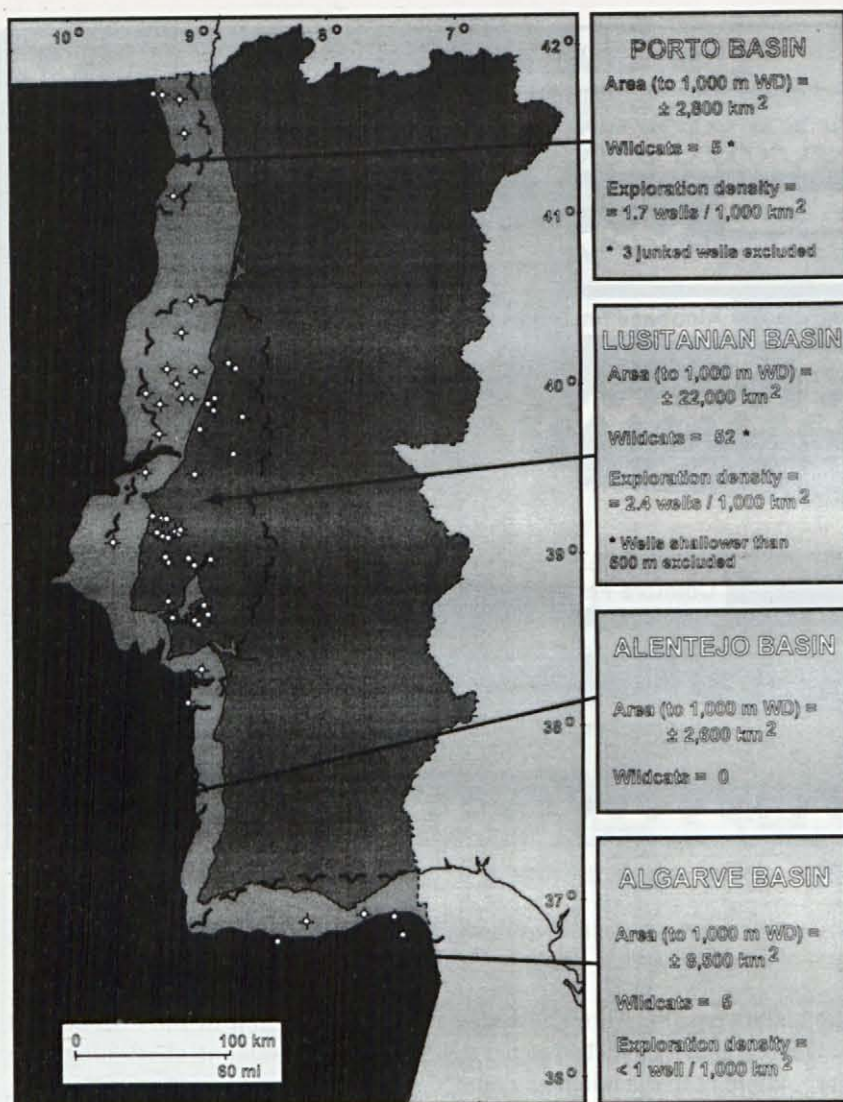 10° 9° 8° 7°
42°
41°
40°
39°
38°
37°
36°
0 100 km
60 mi
PORTO BASIN
Area (to 1,000 m WD) =
± 2,800 km²
Wildcats = 5 *
Exploration density =
= 1.7 wells / 1,000 km²
* 3 junked wells excluded
LUSITANIAN BASIN
Area (to 1,000 m WD) =
± 22,000 km²
Wildcats = 52 *
Exploration density =
= 2.4 wells / 1,000 km²
* Wells shallower than
500 m excluded
ALENTEJO BASIN
Area (to 1,000 m WD) =
± 2,600 km²
Wildcats = 0
ALGARVE BASIN
Area (to 1,000 m WD) =
± 8,500 km²
Wildcats = 5
Exploration density =
< 1 well / 1,000 km²